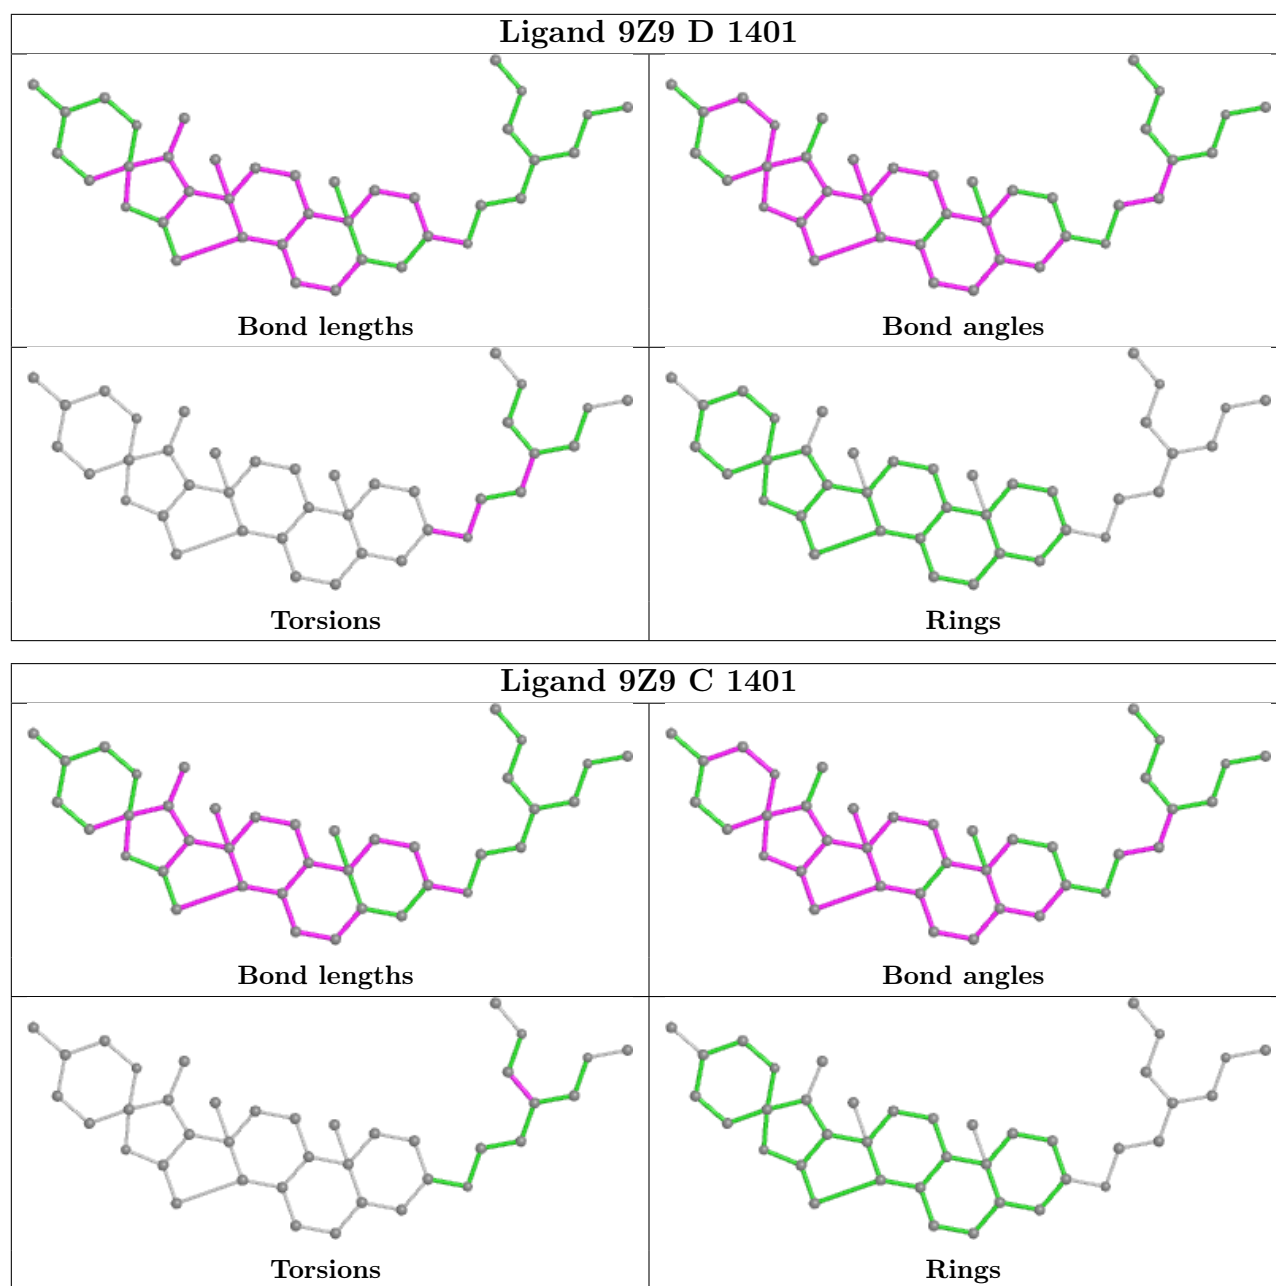 Ligand 9Z9 D 1401
Bond lengths
Bond angles
Torsions
Rings
Ligand 9Z9 C 1401
Bond lengths
Bond angles
Torsions
Rings